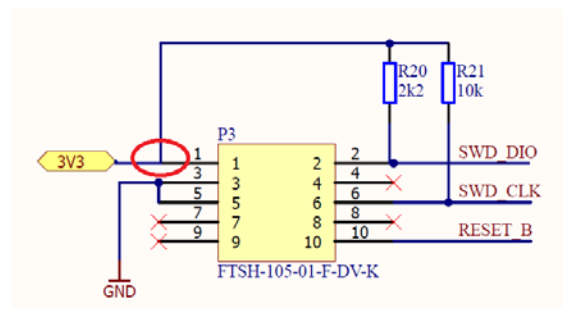 R20
2k2
R21
10k
P3
3V3
1 1 2 2 SWD_DIO
3 3 4 4
5 5 6 6 SWD_CLK
7 7 8 8
9 9 10 10 RESET_B
FTSH-105-01-F-DV-K
GND